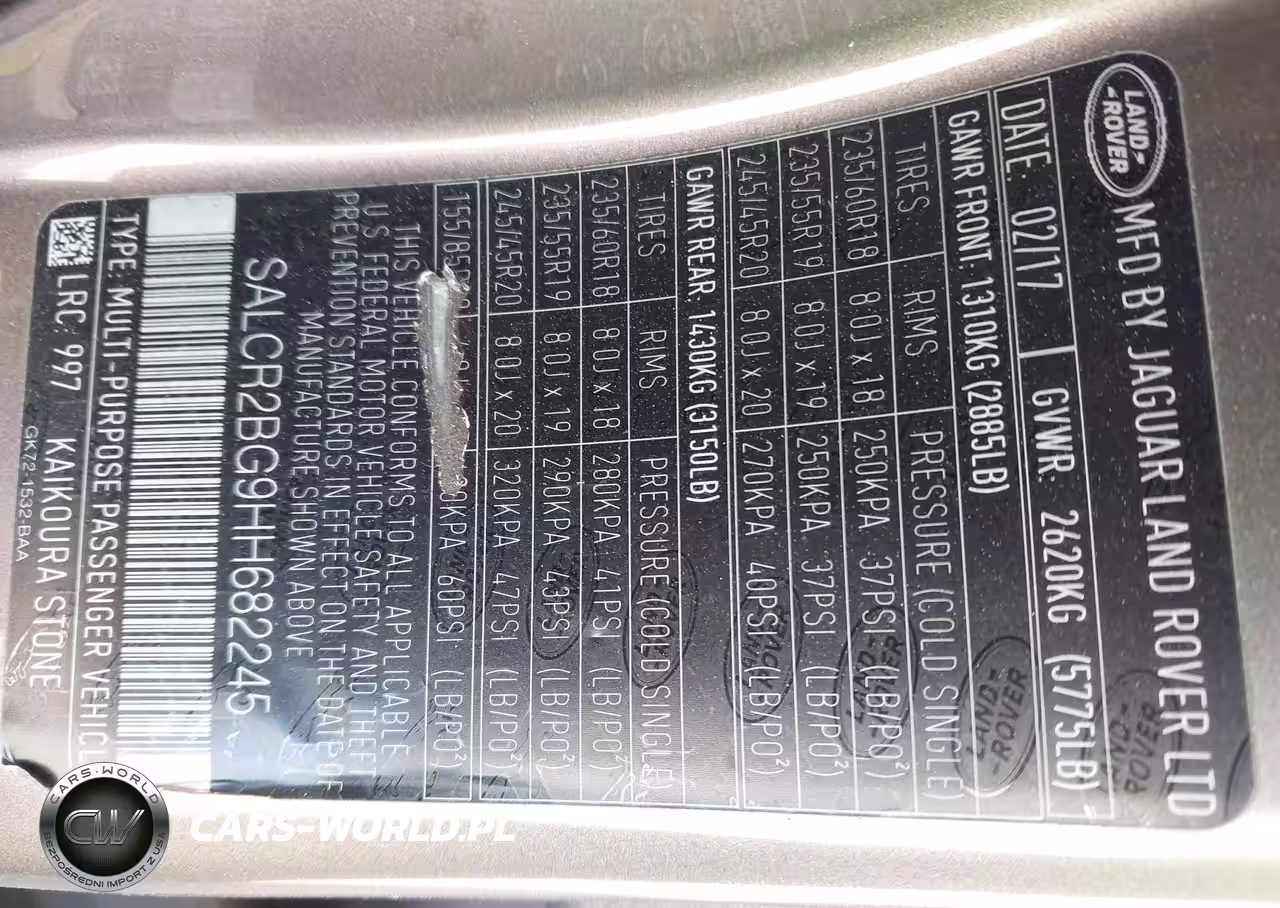 LAND-
-ROVER
MFD BY JAGUAR LAND ROVER LTD
DATE: 02/17 GVWR: 2620KG (5775LB)
GAWR FRONT: 1310KG (2885LB)
TIRES RIMS PRESSURE (COLD SINGLE)
235/60R18 8.0J x 18 250KPA 37PSI (LB/PO²)
235/55R19 8.0J x 19 250KPA 37PSI (LB/PO²)
245/45R20 8.0J x 20 270KPA 40PSI (LB/PO²)
GAWR REAR: 1430KG (3150LB)
TIRES RIMS PRESSURE (COLD SINGLE)
235/60R18 8.0J x 18 280KPA 41PSI (LB/PO²)
235/55R19 8.0J x 19 290KPA 43PSI (LB/PO²)
245/45R20 8.0J x 20 320KPA 47PSI (LB/PO²)
60PSI (LB/PO²)
THIS VEHICLE CONFORMS TO ALL APPLICABLE
U.S. FEDERAL MOTOR VEHICLE SAFETY AND THEFT
PREVENTION STANDARDS IN EFFECT ON THE DATE OF
MANUFACTURE SHOWN ABOVE
SALCR2BG9HH682245
TYPE: MULTI-PURPOSE PASSENGER VEHICL
LRC: 997 KAIKOURA STONE
GK72-1532-BAA
CARS-WORLD
CW
BEZPOŚREDNI IMPORT Z USA
CARS-WORLD.PL